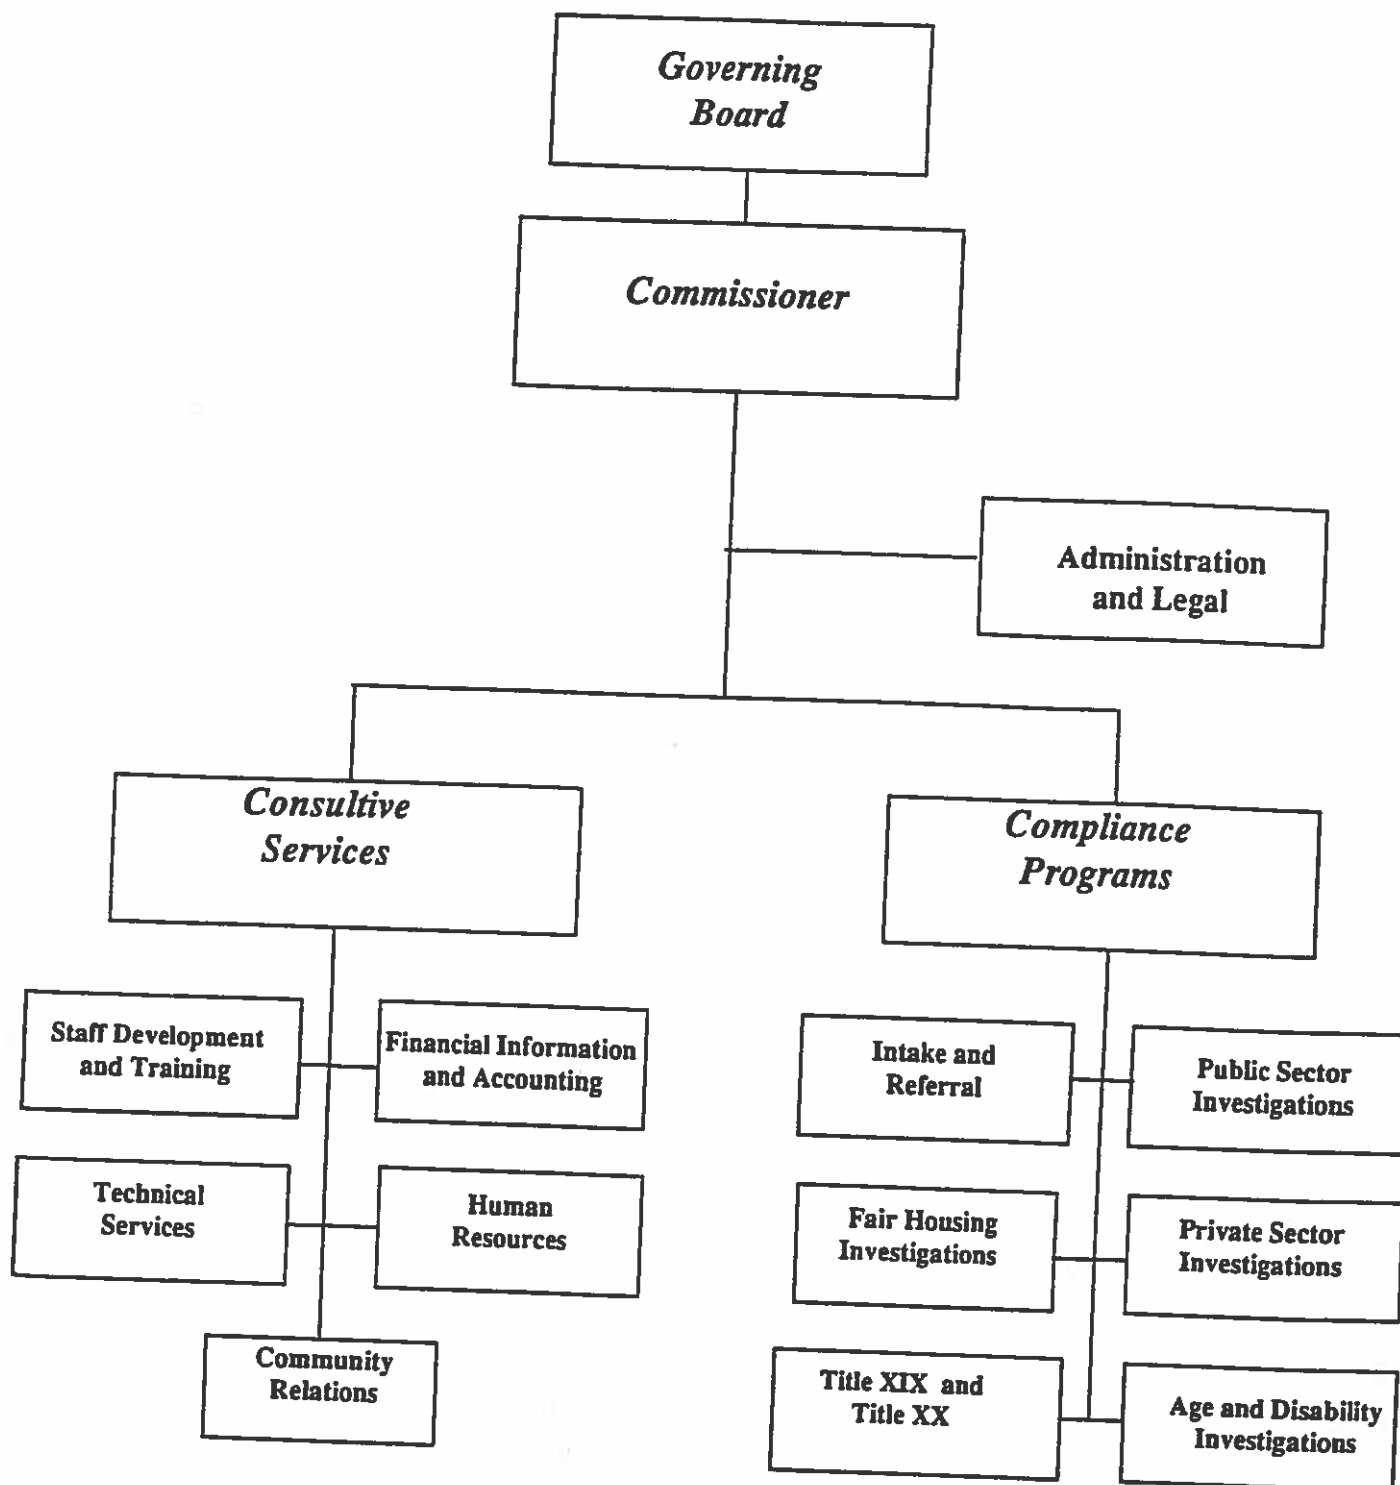 Governing
Board
Commissioner
Administration
and Legal
Consultive
Services
Compliance
Programs
Staff Development
and Training
Financial Information
and Accounting
Intake and
Referral
Public Sector
Investigations
Technical
Services
Human
Resources
Fair Housing
Investigations
Private Sector
Investigations
Community
Relations
Title XIX and
Title XX
Age and Disability
Investigations